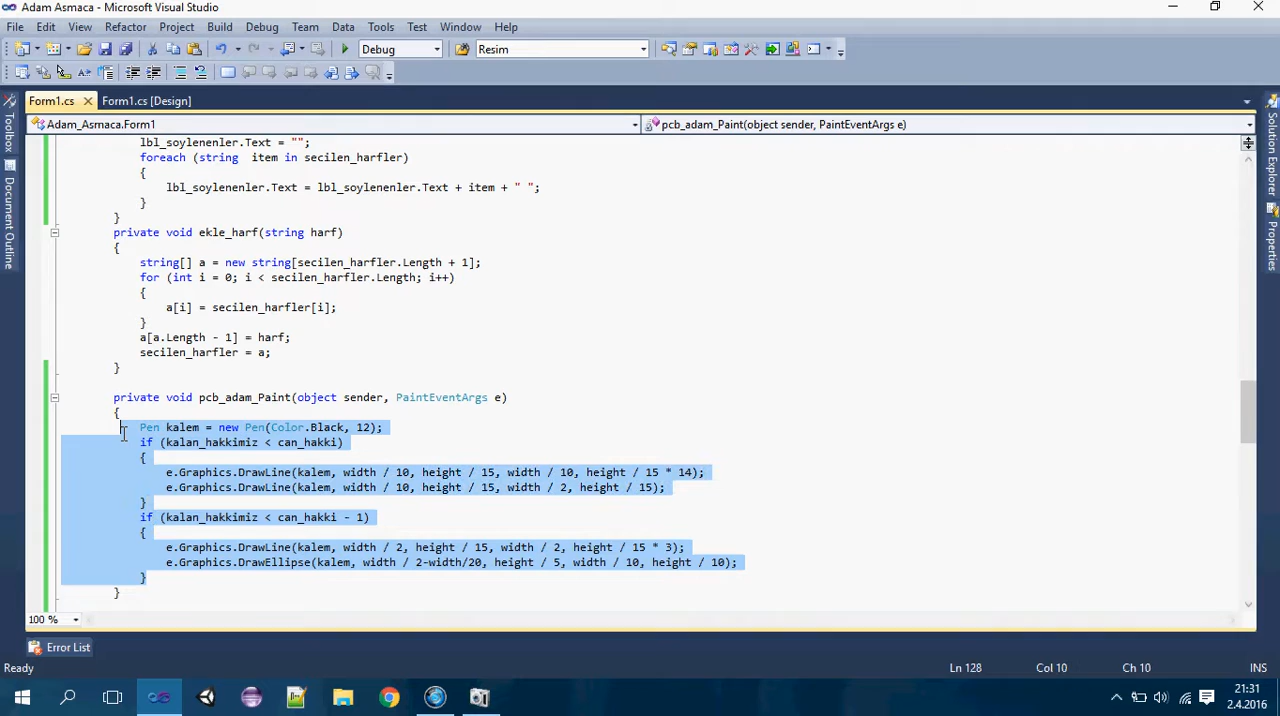 Adam Asmaca - Microsoft Visual Studio
File Edit View Refactor Project Build Debug Team Data Tools Test Window Help
Debug Resim
Form1.cs Form1.cs [Design]
Adam_Asmaca.Form1 pcb_adam_Paint(object sender, PaintEventArgs e)
lbl_soylenenler.Text = "";
foreach (string item in secilen_harfler)
{
lbl_soylenenler.Text = lbl_soylenenler.Text + item + " ";
}
}
private void ekle_harf(string harf)
{
string[] a = new string[secilen_harfler.Length + 1];
for (int i = 0; i < secilen_harfler.Length; i++)
{
a[i] = secilen_harfler[i];
}
a[a.Length - 1] = harf;
secilen_harfler = a;
}
private void pcb_adam_Paint(object sender, PaintEventArgs e)
{
Pen kalem = new Pen(Color.Black, 12);
if (kalan_hakkimiz < can_hakki)
{
e.Graphics.DrawLine(kalem, width / 10, height / 15, width / 10, height / 15 * 14);
e.Graphics.DrawLine(kalem, width / 10, height / 15, width / 2, height / 15);
}
if (kalan_hakkimiz < can_hakki - 1)
{
e.Graphics.DrawLine(kalem, width / 2, height / 15, width / 2, height / 15 * 3);
e.Graphics.DrawEllipse(kalem, width / 2-width/20, height / 5, width / 10, height / 10);
}
}
100 %
Error List
Ready Ln 128 Col 10 Ch 10 INS
21:31
2.4.2016
Toolbox
Document Outline
Solution Explorer
Properties